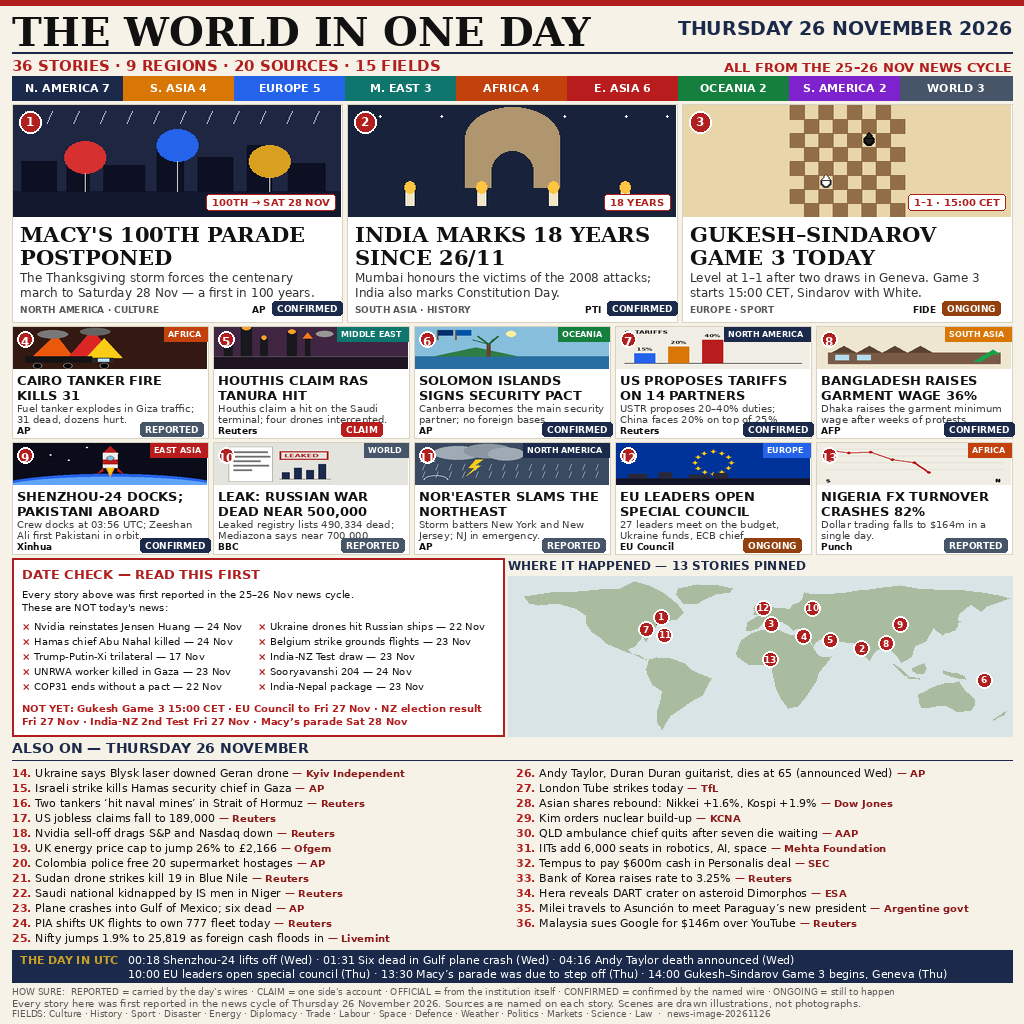 THE WORLD IN ONE DAY
THURSDAY 26 NOVEMBER 2026
36 STORIES · 9 REGIONS · 20 SOURCES · 15 FIELDS
ALL FROM THE 25–26 NOV NEWS CYCLE
N. AMERICA 7
S. ASIA 4
EUROPE 5
M. EAST 3
AFRICA 4
E. ASIA 6
OCEANIA 2
S. AMERICA 2
WORLD 3
1
100TH → SAT 28 NOV
MACY'S 100TH PARADE
POSTPONED
The Thanksgiving storm forces the centenary
march to Saturday 28 Nov — a first in 100 years.
NORTH AMERICA · CULTURE
AP
CONFIRMED
2
18 YEARS
INDIA MARKS 18 YEARS
SINCE 26/11
Mumbai honours the victims of the 2008 attacks;
India also marks Constitution Day.
SOUTH ASIA · HISTORY
PTI
CONFIRMED
3
1–1 · 15:00 CET
GUKESH–SINDAROV
GAME 3 TODAY
Level at 1–1 after two draws in Geneva. Game 3
starts 15:00 CET, Sindarov with White.
EUROPE · SPORT
FIDE
ONGOING
4
AFRICA
CAIRO TANKER FIRE
KILLS 31
Fuel tanker explodes in Giza traffic;
31 dead, dozens hurt.
AP
REPORTED
5
MIDDLE EAST
HOUTHIS CLAIM RAS
TANURA HIT
Houthis claim a hit on the Saudi
terminal; four drones intercepted.
Reuters
CLAIM
6
OCEANIA
SOLOMON ISLANDS
SIGNS SECURITY PACT
Canberra becomes the main security
partner; no foreign bases.
AP
CONFIRMED
7
TARIFFS
15%
20%
40%
NORTH AMERICA
US PROPOSES TARIFFS
ON 14 PARTNERS
USTR proposes 20–40% duties;
China faces 20% on top of 25%.
Reuters
CONFIRMED
8
SOUTH ASIA
BANGLADESH RAISES
GARMENT WAGE 36%
Dhaka raises the garment minimum
wage after weeks of protests.
AFP
CONFIRMED
9
EAST ASIA
SHENZHOU-24 DOCKS;
PAKISTANI ABOARD
Crew docks at 03:56 UTC; Zeeshan
Ali first Pakistani in orbit.
Xinhua
CONFIRMED
10
LEAKED
WORLD
LEAK: RUSSIAN WAR
DEAD NEAR 500,000
Leaked registry lists 490,334 dead;
Mediazona says near 700,000.
BBC
REPORTED
11
NORTH AMERICA
NOR'EASTER SLAMS THE
NORTHEAST
Storm batters New York and New
Jersey; NJ in emergency.
AP
REPORTED
12
EUROPE
EU LEADERS OPEN
SPECIAL COUNCIL
27 leaders meet on the budget,
Ukraine funds, ECB chief.
EU Council
ONGOING
13
AFRICA
S
N
NIGERIA FX TURNOVER
CRASHES 82%
Dollar trading falls to $164m in a
single day.
Punch
REPORTED
DATE CHECK — READ THIS FIRST
Every story above was first reported in the 25–26 Nov news cycle.
These are NOT today's news:
× Nvidia reinstates Jensen Huang — 24 Nov
× Hamas chief Abu Nahal killed — 24 Nov
× Trump-Putin-Xi trilateral — 17 Nov
× UNRWA worker killed in Gaza — 23 Nov
× COP31 ends without a pact — 22 Nov
× Ukraine drones hit Russian ships — 22 Nov
× Belgium strike grounds flights — 23 Nov
× India-NZ Test draw — 23 Nov
× Sooryavanshi 204 — 24 Nov
× India-Nepal package — 23 Nov
NOT YET: Gukesh Game 3 15:00 CET · EU Council to Fri 27 Nov · NZ election result
Fri 27 Nov · India-NZ 2nd Test Fri 27 Nov · Macy’s parade Sat 28 Nov
WHERE IT HAPPENED — 13 STORIES PINNED
1
7
11
12
10
3
4
5
9
2
8
13
6
ALSO ON — THURSDAY 26 NOVEMBER
14. Ukraine says Blysk laser downed Geran drone — Kyiv Independent
15. Israeli strike kills Hamas security chief in Gaza — AP
16. Two tankers ‘hit naval mines’ in Strait of Hormuz — Reuters
17. US jobless claims fall to 189,000 — Reuters
18. Nvidia sell-off drags S&P and Nasdaq down — Reuters
19. UK energy price cap to jump 26% to £2,166 — Ofgem
20. Colombia police free 20 supermarket hostages — AP
21. Sudan drone strikes kill 19 in Blue Nile — Reuters
22. Saudi national kidnapped by IS men in Niger — Reuters
23. Plane crashes into Gulf of Mexico; six dead — AP
24. PIA shifts UK flights to own 777 fleet today — Reuters
25. Nifty jumps 1.9% to 25,819 as foreign cash floods in — Livemint
26. Andy Taylor, Duran Duran guitarist, dies at 65 (announced Wed) — AP
27. London Tube strikes today — TfL
28. Asian shares rebound: Nikkei +1.6%, Kospi +1.9% — Dow Jones
29. Kim orders nuclear build-up — KCNA
30. QLD ambulance chief quits after seven die waiting — AAP
31. IITs add 6,000 seats in robotics, AI, space — Mehta Foundation
32. Tempus to pay $600m cash in Personalis deal — SEC
33. Bank of Korea raises rate to 3.25% — Reuters
34. Hera reveals DART crater on asteroid Dimorphos — ESA
35. Milei travels to Asunción to meet Paraguay’s new president — Argentine govt
36. Malaysia sues Google for $146m over YouTube — Reuters
THE DAY IN UTC
00:18 Shenzhou-24 lifts off (Wed) · 01:31 Six dead in Gulf plane crash (Wed) · 04:16 Andy Taylor death announced (Wed)
10:00 EU leaders open special council (Thu) · 13:30 Macy’s parade was due to step off (Thu) · 14:00 Gukesh–Sindarov Game 3 begins, Geneva (Thu)
HOW SURE: REPORTED = carried by the day’s wires · CLAIM = one side’s account · OFFICIAL = from the institution itself · CONFIRMED = confirmed by the named wire · ONGOING = still to happen
Every story here was first reported in the news cycle of Thursday 26 November 2026. Sources are named on each story. Scenes are drawn illustrations, not photographs.
FIELDS: Culture · History · Sport · Disaster · Energy · Diplomacy · Trade · Labour · Space · Defence · Weather · Politics · Markets · Science · Law · news-image-20261126